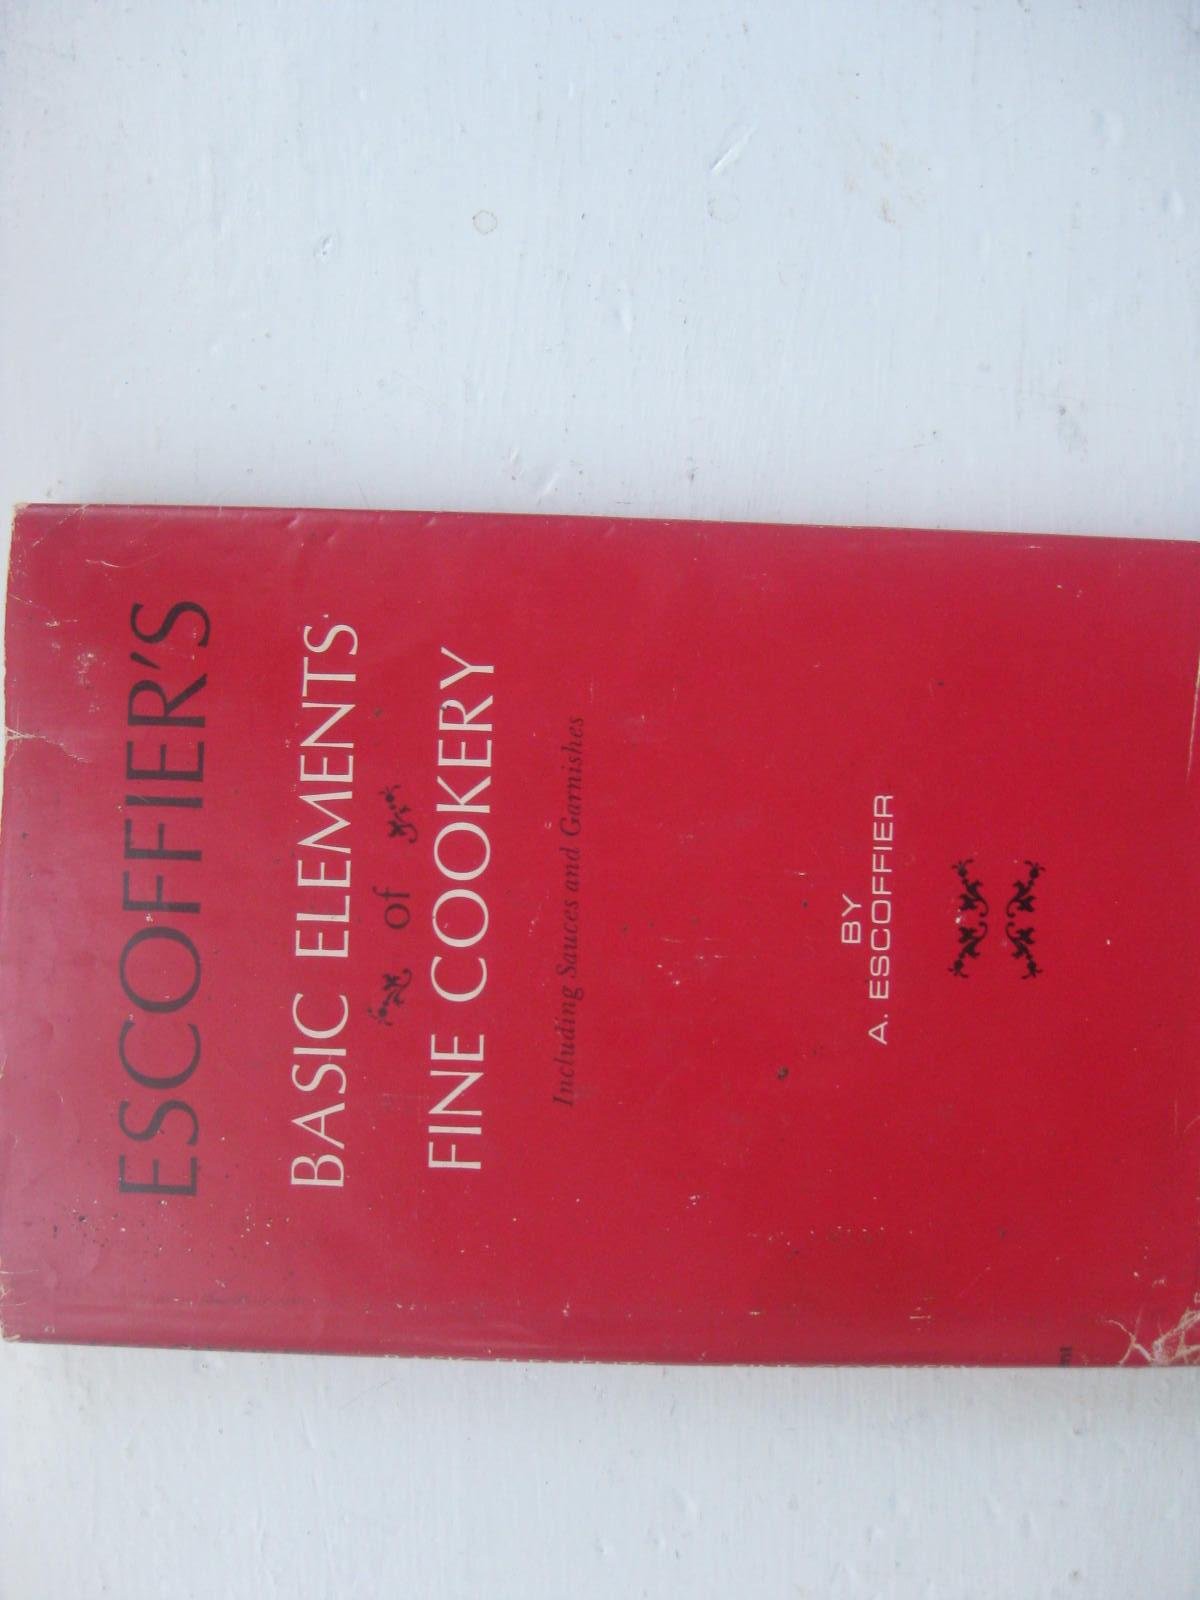 ESCOFFIER'S
BASIC ELEMENTS
of
FINE COOKERY
Including Sauces and Garnishes
BY
A. ESCOFFIER